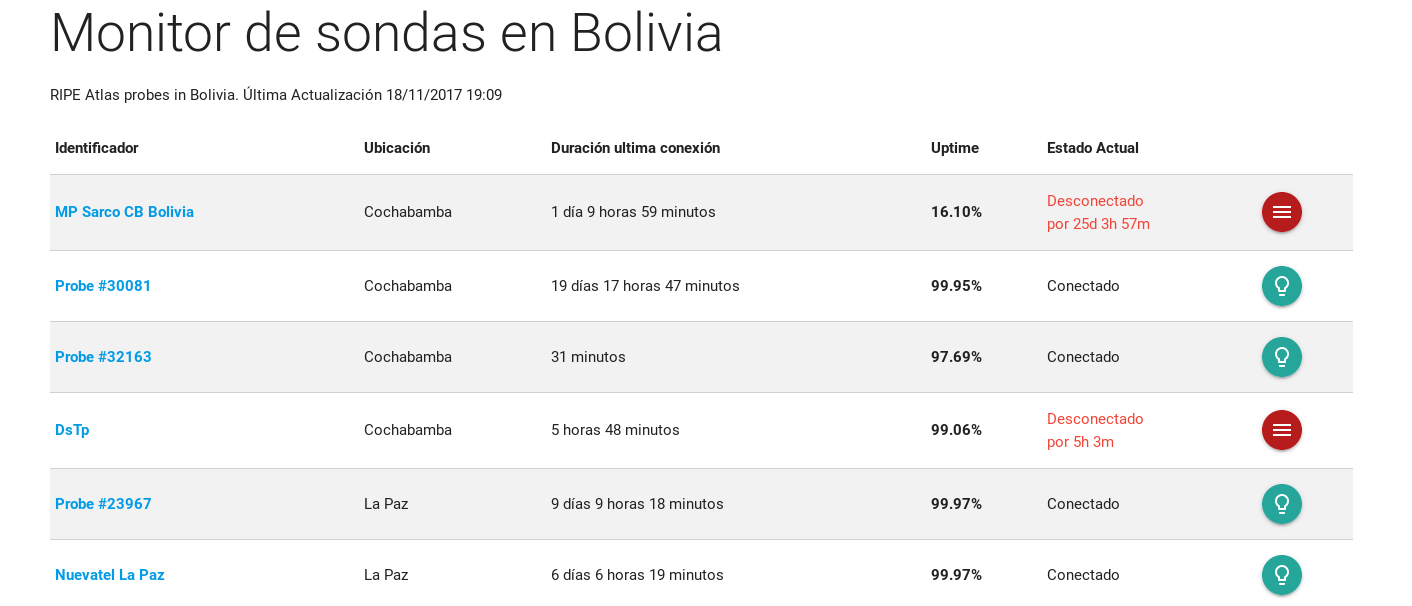 Monitor de sondas en Bolivia
RIPE Atlas probes in Bolivia. Última Actualización 18/11/2017 19:09
Identificador Ubicación Duración ultima conexión Uptime Estado Actual
MP Sarco CB Bolivia Cochabamba 1 día 9 horas 59 minutos 16.10% Desconectado
por 25d 3h 57m
Probe #30081 Cochabamba 19 días 17 horas 47 minutos 99.95% Conectado
Probe #32163 Cochabamba 31 minutos 97.69% Conectado
DsTp Cochabamba 5 horas 48 minutos 99.06% Desconectado
por 5h 3m
Probe #23967 La Paz 9 días 9 horas 18 minutos 99.97% Conectado
Nuevatel La Paz La Paz 6 días 6 horas 19 minutos 99.97% Conectado